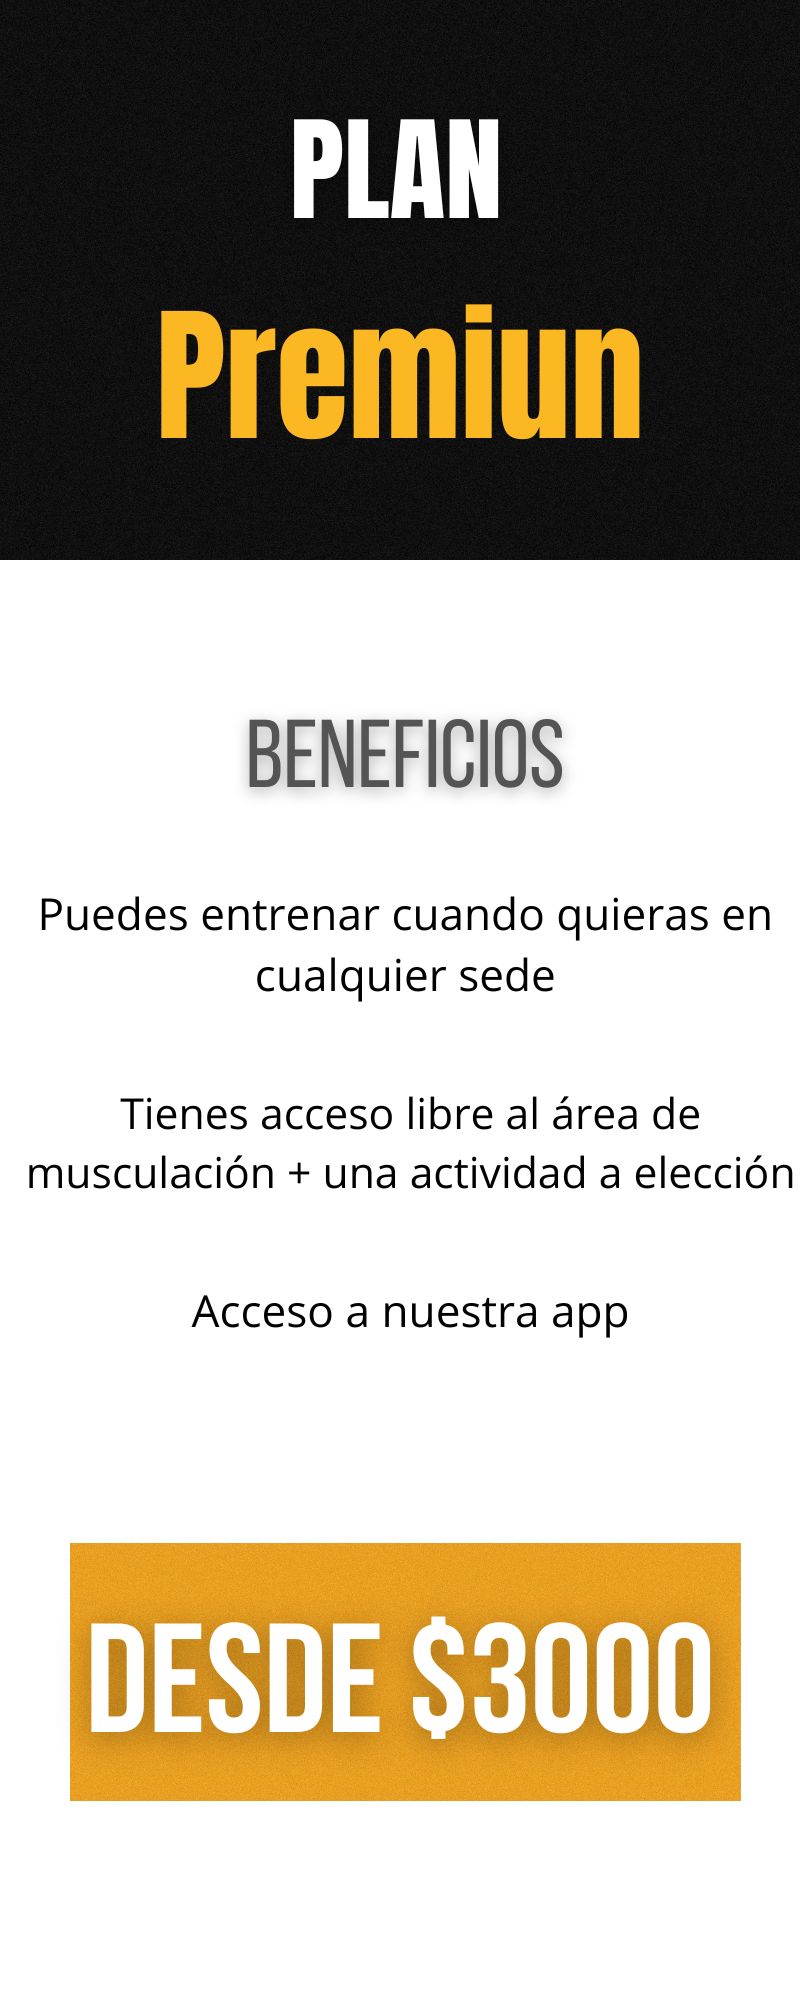 PLAN
Premiun
BENEFICIOS
Puedes entrenar cuando quieras en
cualquier sede
Tienes acceso libre al área de
musculación + una actividad a elección
Acceso a nuestra app
DESDE $3000